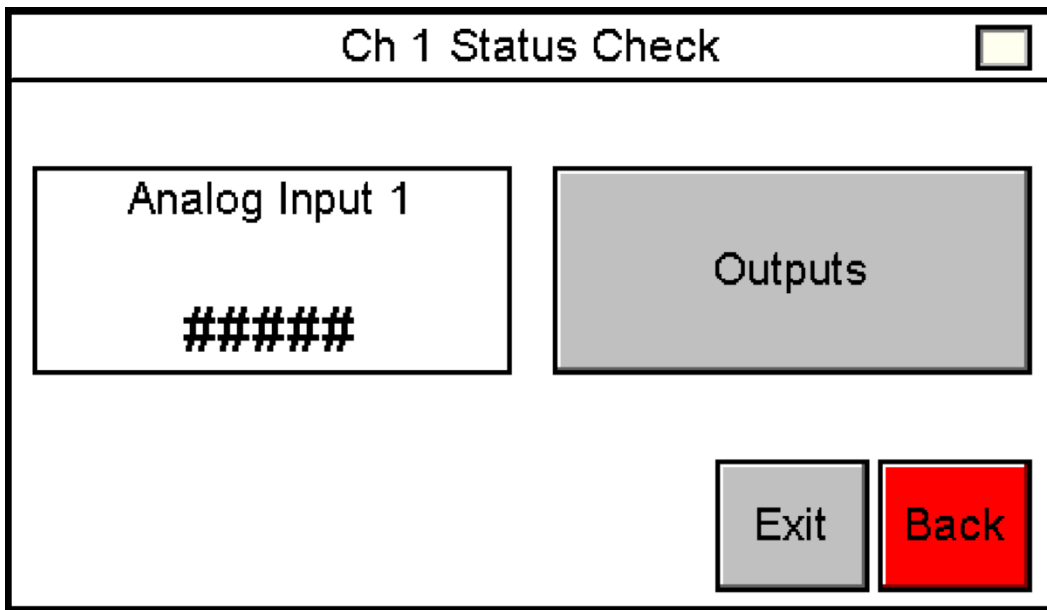 Ch 1 Status Check
Analog Input 1
#####
Outputs
Exit
Back